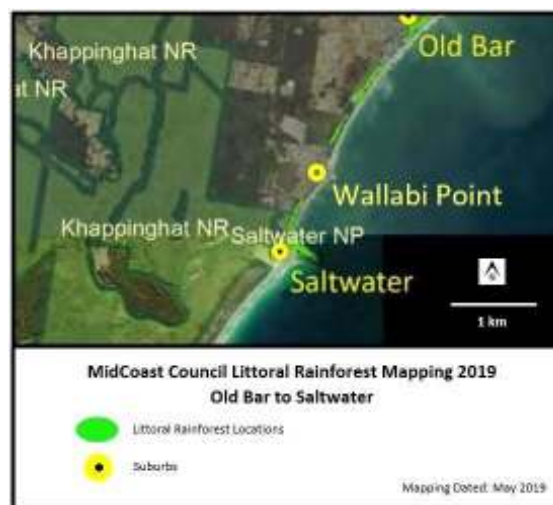 Khappinghat NR
Old Bar
at NR
Wallabi Point
Khappinghat NR
Saltwater NP
Saltwater
1 km
MidCoast Council Littoral Rainforest Mapping 2019
Old Bar to Saltwater
Littoral Rainforest Locations
Suburbs
Mapping Dated: May 2019